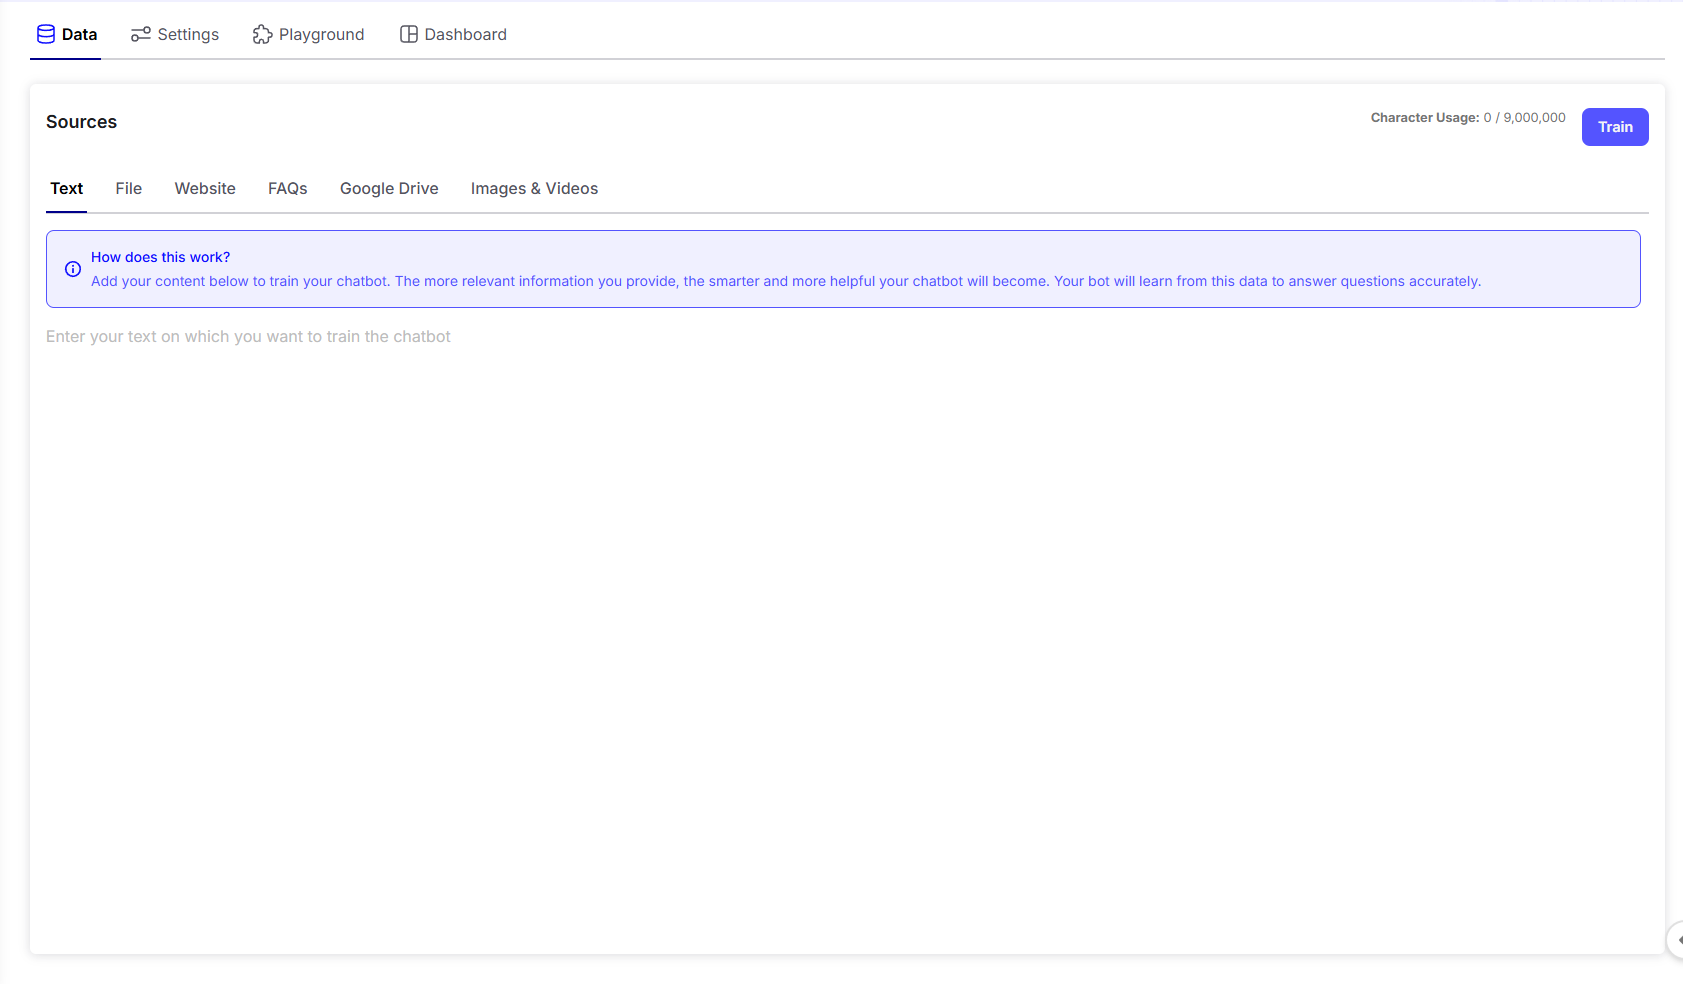 Data Settings Playground Dashboard
Sources
Character Usage: 0 / 9,000,000
Train
Text File Website FAQs Google Drive Images & Videos
How does this work?
Add your content below to train your chatbot. The more relevant information you provide, the smarter and more helpful your chatbot will become. Your bot will learn from this data to answer questions accurately.
Enter your text on which you want to train the chatbot